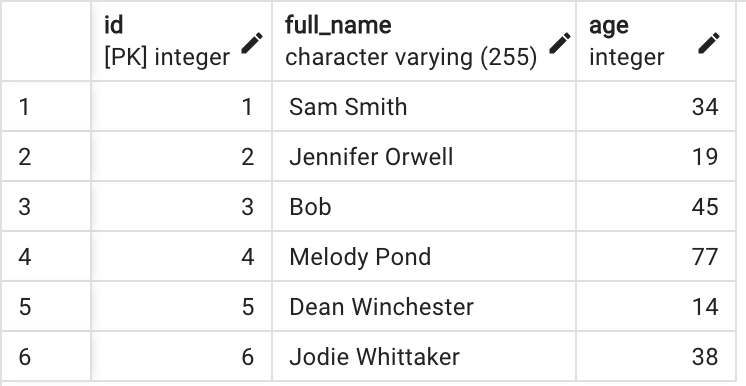 id full_name age
[PK] integer character varying (255) integer
1 1 Sam Smith 34
2 2 Jennifer Orwell 19
3 3 Bob 45
4 4 Melody Pond 77
5 5 Dean Winchester 14
6 6 Jodie Whittaker 38